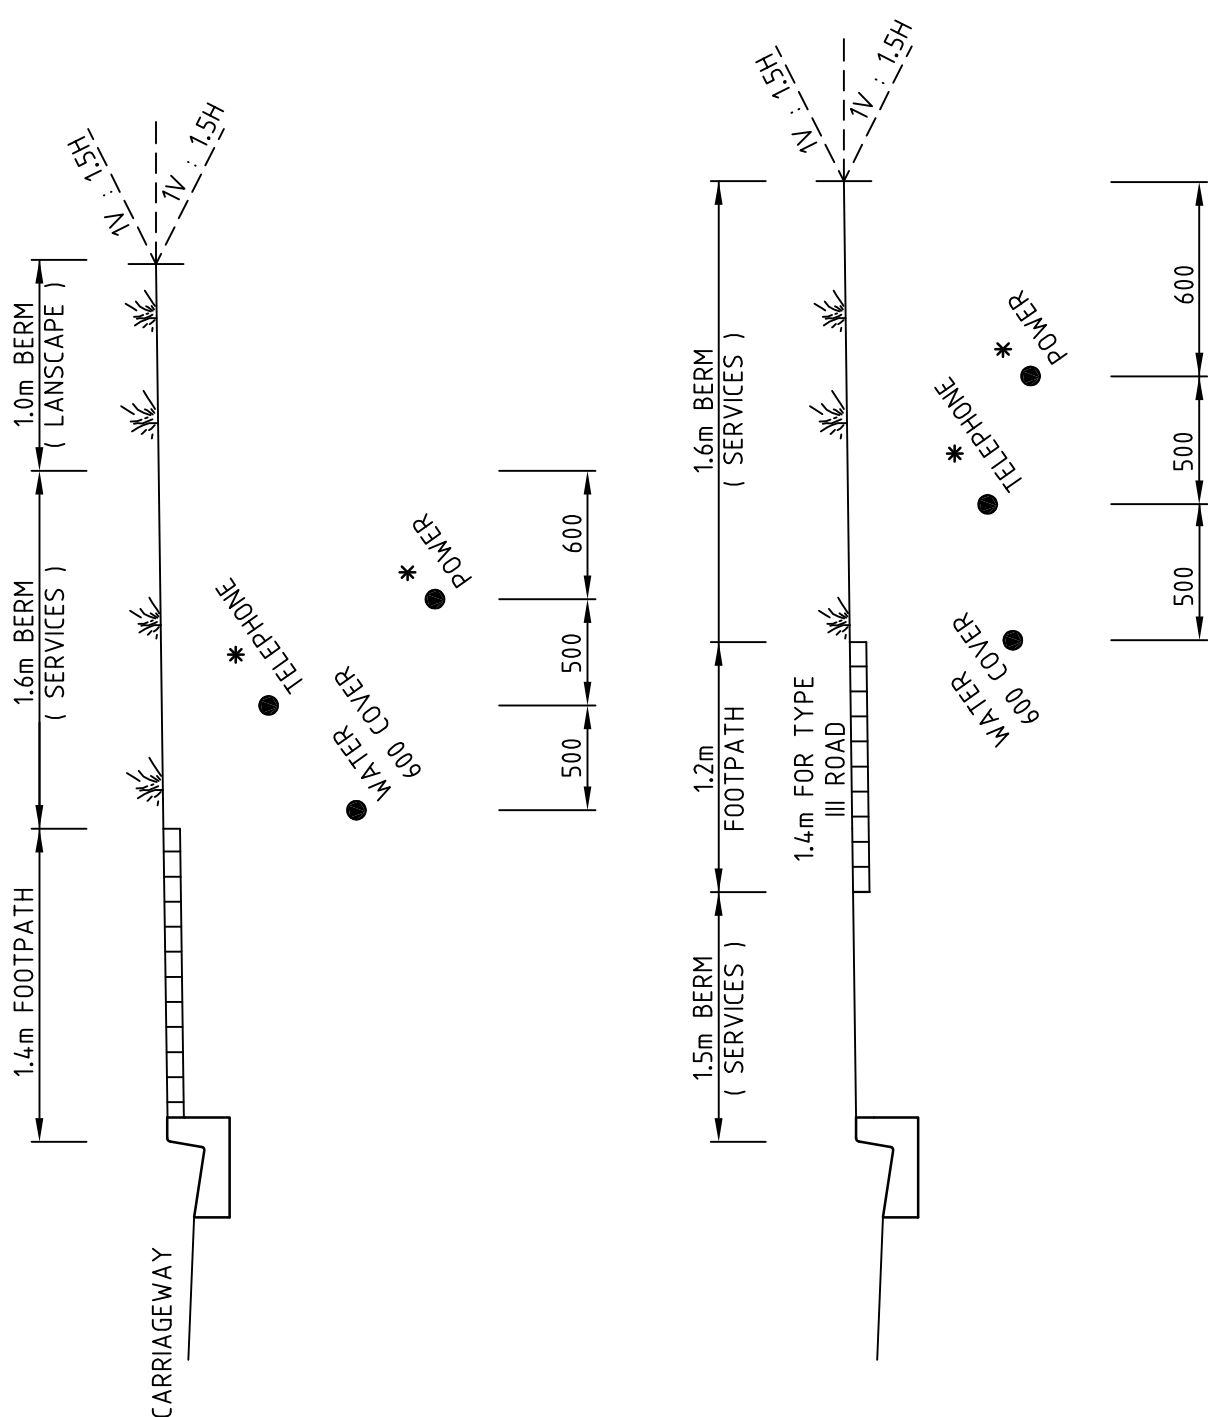 1V : 1.5H
1V : 1.5H
1.0m BERM
( LANSCAPE )
1.6m BERM
( SERVICES )
1.4m FOOTPATH
CARRIAGEWAY
* TELEPHONE
* POWER
WATER
600 COVER
600
500
500
1V : 1.5H
1V : 1.5H
1.6m BERM
( SERVICES )
1.2m
FOOTPATH
1.4m FOR TYPE
III ROAD
1.5m BERM
( SERVICES )
* POWER
* TELEPHONE
WATER
600 COVER
600
500
500